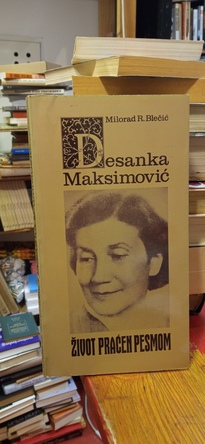 Milorad R. Blečić
Desanka
Maksimović
ŽIVOT PRAĆEN PESMOM